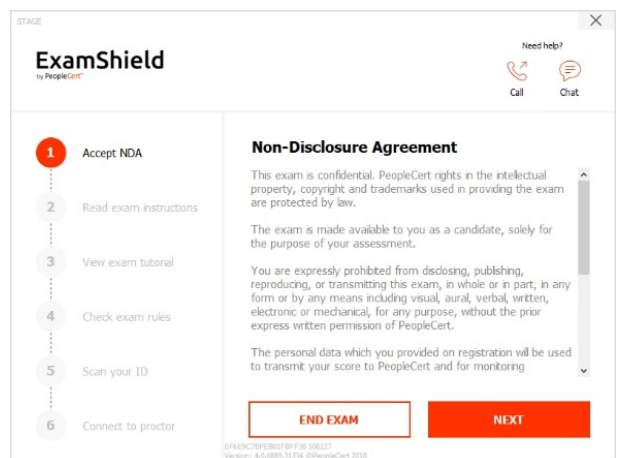 STAGE
ExamShield
by PeopleCert
Need help?
Call
Chat
1 Accept NDA
2 Read exam instructions
3 View exam tutorial
4 Check exam rules
5 Scan your ID
6 Connect to proctor
Non-Disclosure Agreement
This exam is confidential. PeopleCert rights in the intellectual
property, copyright and trademarks used in providing the exam
are protected by law.
The exam is made available to you as a candidate, solely for
the purpose of your assessment.
You are expressly prohibited from disclosing, publishing,
reproducing, or transmitting this exam, in whole or in part, in any
form or by any means including visual, aural, verbal, written,
electronic or mechanical, for any purpose, without the prior
express written permission of PeopleCert.
The personal data which you provided on registration will be used
to transmit your score to PeopleCert and for monitoring
END EXAM
NEXT
©PeopleCert 2018